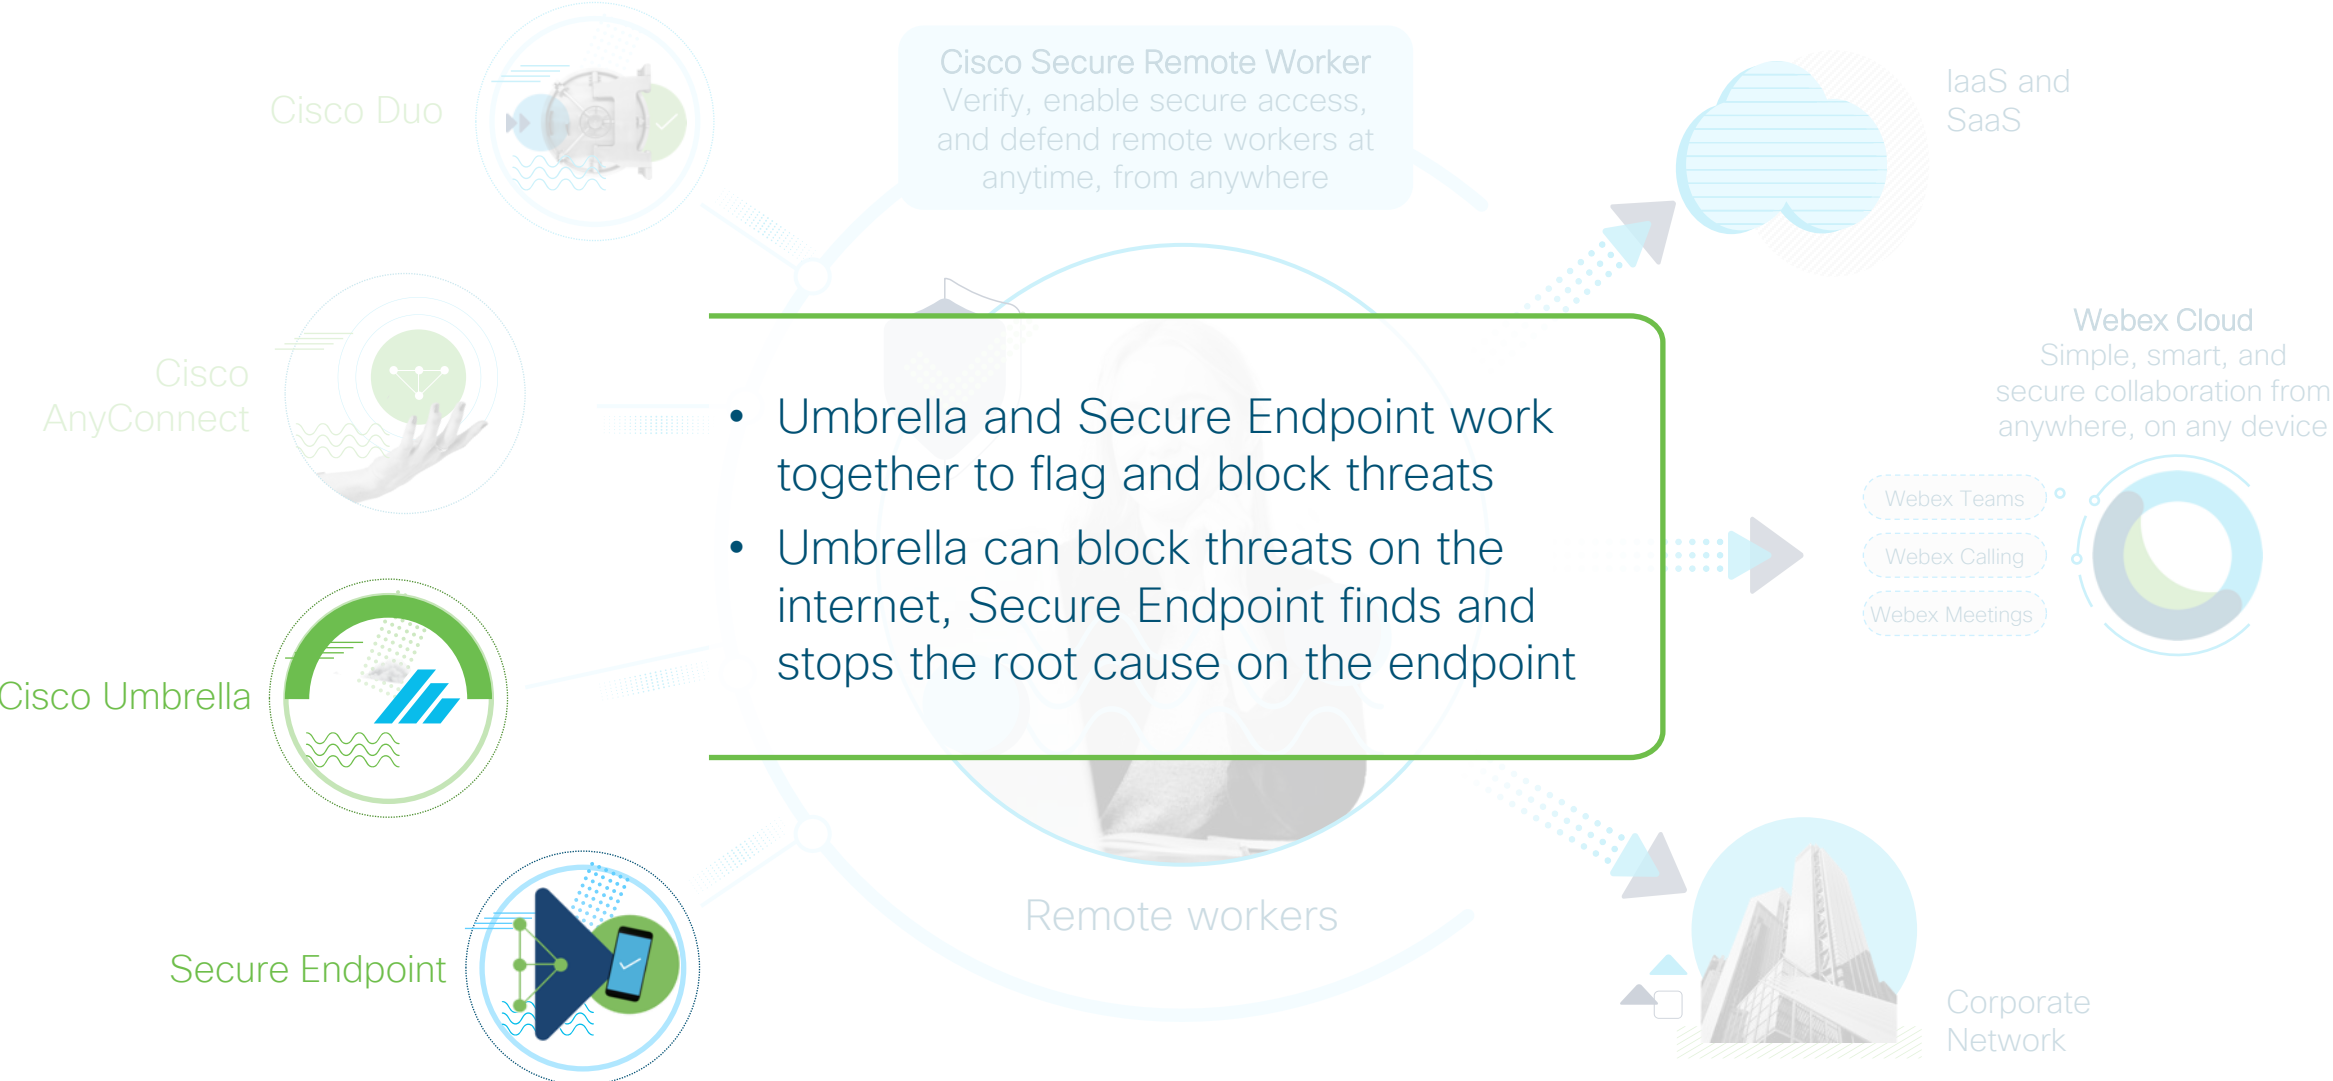 Cisco Duo
Cisco Secure Remote Worker
Verify, enable secure access,
and defend remote workers at
anytime, from anywhere
IaaS and
SaaS
Cisco
AnyConnect
Webex Cloud
Simple, smart, and
secure collaboration from
anywhere, on any device
• Umbrella and Secure Endpoint work
together to flag and block threats
• Umbrella can block threats on the
internet, Secure Endpoint finds and
stops the root cause on the endpoint
Webex Teams
Webex Calling
Webex Meetings
Cisco Umbrella
Secure Endpoint
Remote workers
Corporate
Network